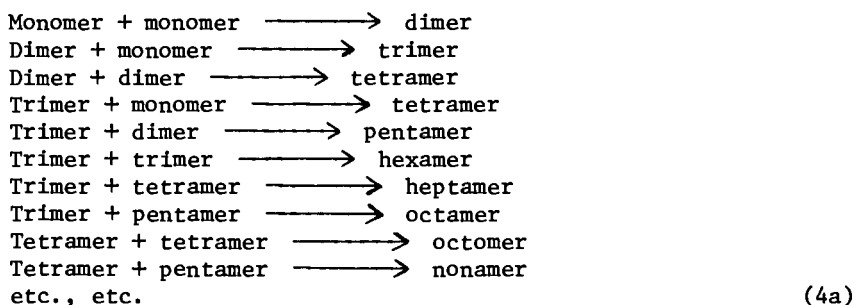 Monomer + monomer ⟶ dimer
Dimer + monomer ⟶ trimer
Dimer + dimer ⟶ tetramer
Trimer + monomer ⟶ tetramer
Trimer + dimer ⟶ pentamer
Trimer + trimer ⟶ hexamer
Trimer + tetramer ⟶ heptamer
Trimer + pentamer ⟶ octamer
Tetramer + tetramer ⟶ octomer
Tetramer + pentamer ⟶ nonamer
etc., etc. (4a)